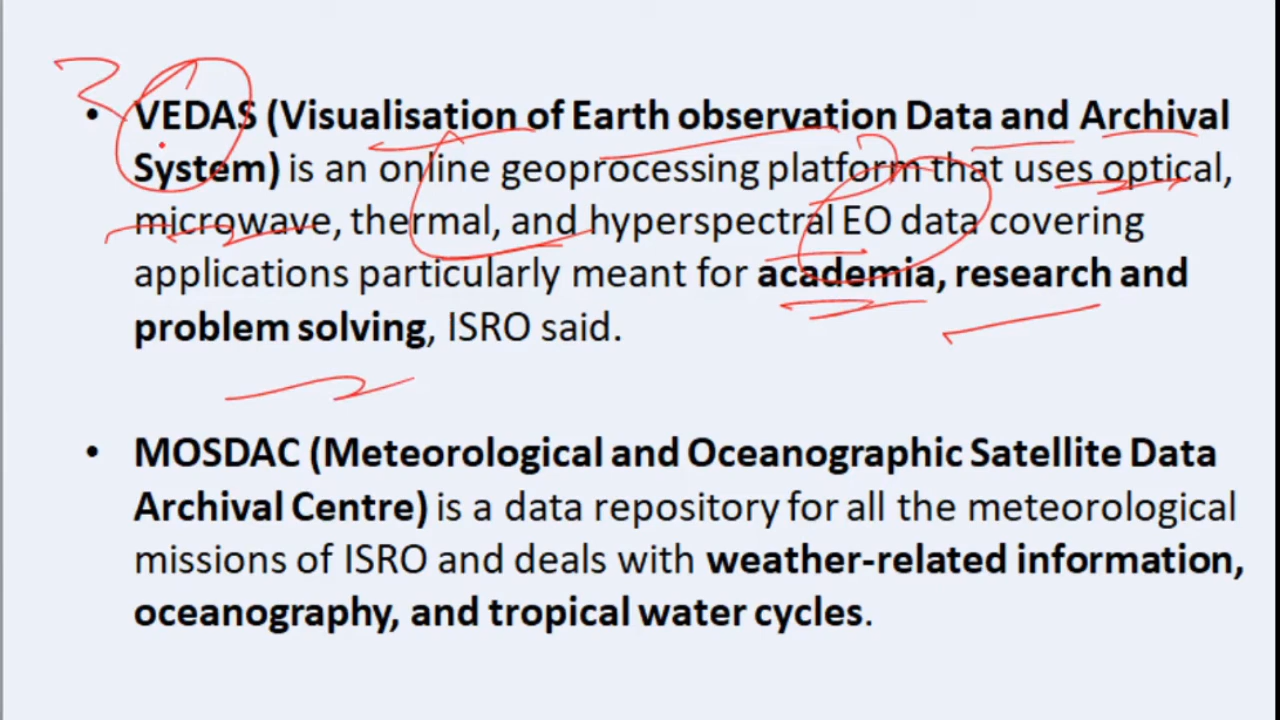 • VEDAS (Visualisation of Earth observation Data and Archival
System) is an online geoprocessing platform that uses optical,
microwave, thermal, and hyperspectral EO data covering
applications particularly meant for academia, research and
problem solving, ISRO said.
• MOSDAC (Meteorological and Oceanographic Satellite Data
Archival Centre) is a data repository for all the meteorological
missions of ISRO and deals with weather-related information,
oceanography, and tropical water cycles.